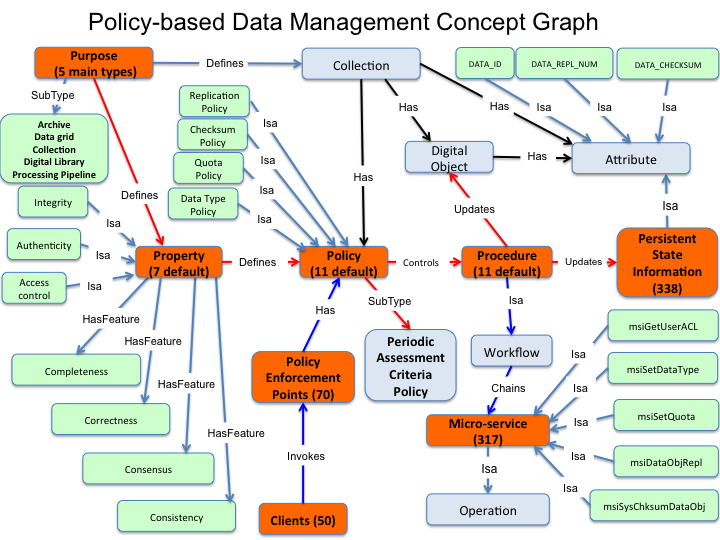 Policy-based Data Management Concept Graph
Purpose
(5 main types)
Defines
Collection
DATA_ID
DATA_REPL_NUM
DATA_CHECKSUM
SubType
Archive
Data grid
Collection
Digital Library
Processing Pipeline
Replication
Policy
Isa
Checksum
Policy
Isa
Quota
Policy
Isa
Data Type
Policy
Isa
Has
Has
Has
Isa
Isa
Isa
Digital
Object
Has
Attribute
Integrity
Isa
Authenticity
Isa
Access
control
Isa
Defines
Has
Updates
Isa
Property
(7 default)
Defines
Policy
(11 default)
Controls
Procedure
(11 default)
Updates
Persistent
State
Information
(338)
HasFeature
HasFeature
HasFeature
HasFeature
Completeness
Correctness
Consensus
Consistency
Has
SubType
Periodic
Assessment
Criteria
Policy
Policy
Enforcement
Points (70)
Invokes
Clients (50)
Isa
Workflow
Chains
Micro-service
(317)
Isa
Operation
Isa
msiGetUserACL
Isa
msiSetDataType
Isa
msiSetQuota
Isa
msiDataObjRepl
Isa
msiSysChksumDataObj